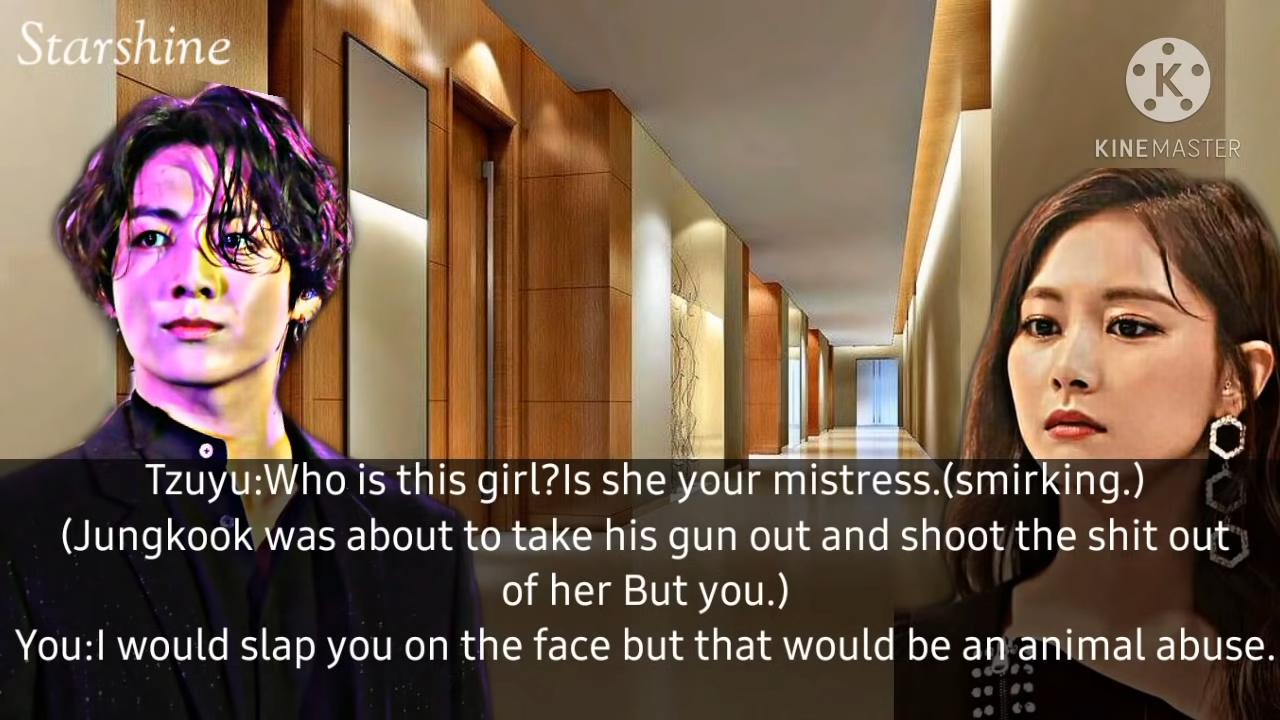 Starshine
K
KINEMASTER
Tzuyu:Who is this girl?Is she your mistress.(smirking.)
(Jungkook was about to take his gun out and shoot the shit out
of her But you.)
You:I would slap you on the face but that would be an animal abuse.